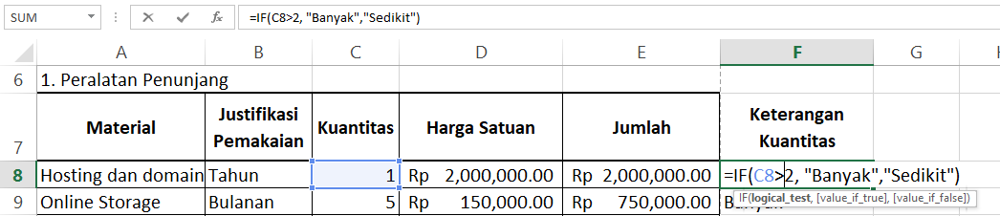 SUM =IF(C8>2, "Banyak","Sedikit")
A B C D E F G
6 1. Peralatan Penunjang
7 Material Justifikasi Pemakaian Kuantitas Harga Satuan Jumlah Keterangan Kuantitas
8 Hosting dan domain Tahun 1 Rp 2,000,000.00 Rp 2,000,000.00 =IF(C8>2, "Banyak","Sedikit")
IF(logical_test, [value_if_true], [value_if_false])
9 Online Storage Bulanan 5 Rp 150,000.00 Rp 750,000.00